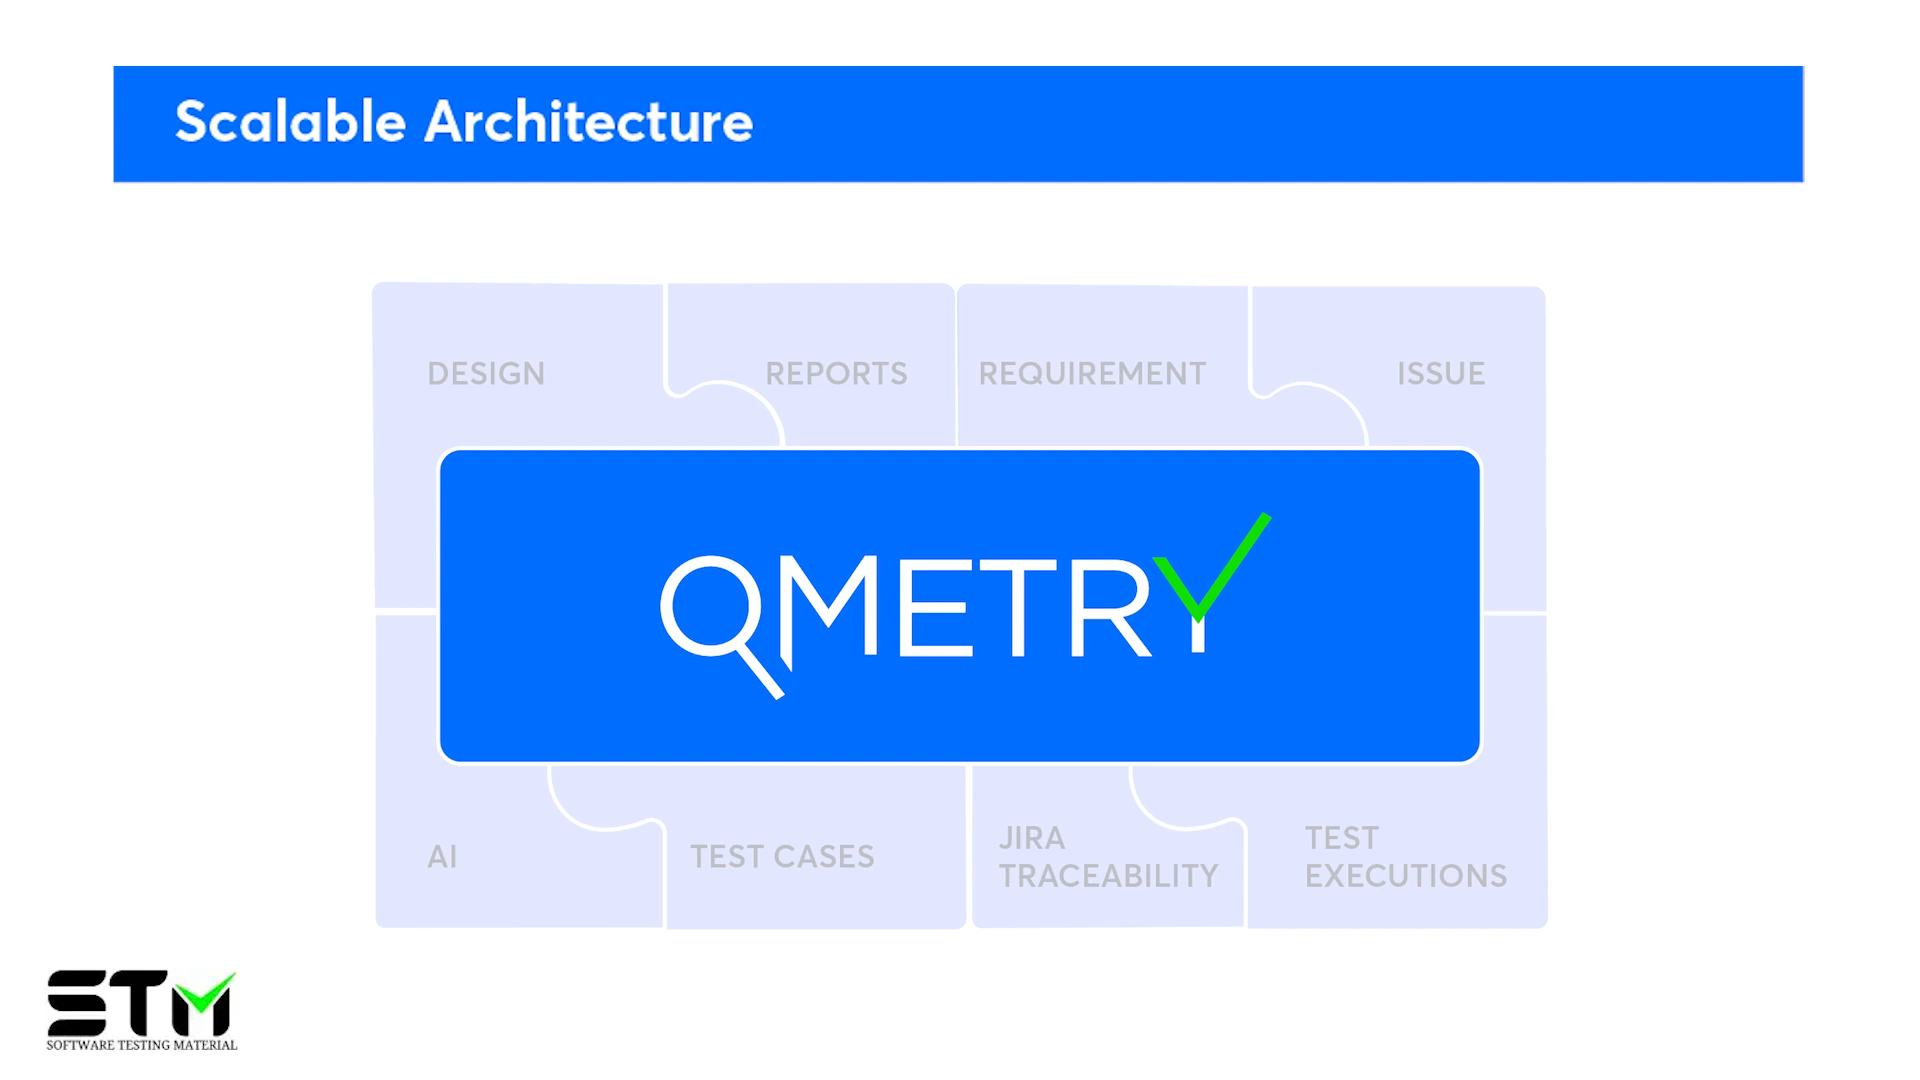 Scalable Architecture
DESIGN
REPORTS
REQUIREMENT
ISSUE
QMETRY
AI
TEST CASES
JIRA
TRACEABILITY
TEST
EXECUTIONS
STM
SOFTWARE TESTING MATERIAL